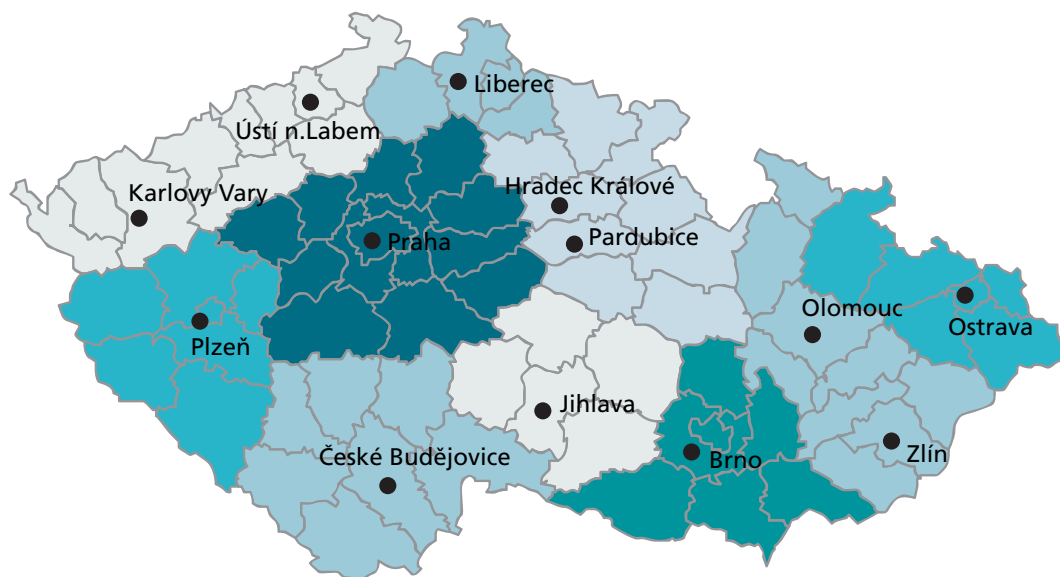 Liberec
Ústí n.Labem
Karlovy Vary
Hradec Králové
Praha
Pardubice
Olomouc
Ostrava
Plzeň
Jihlava
České Budějovice
Brno
Zlín